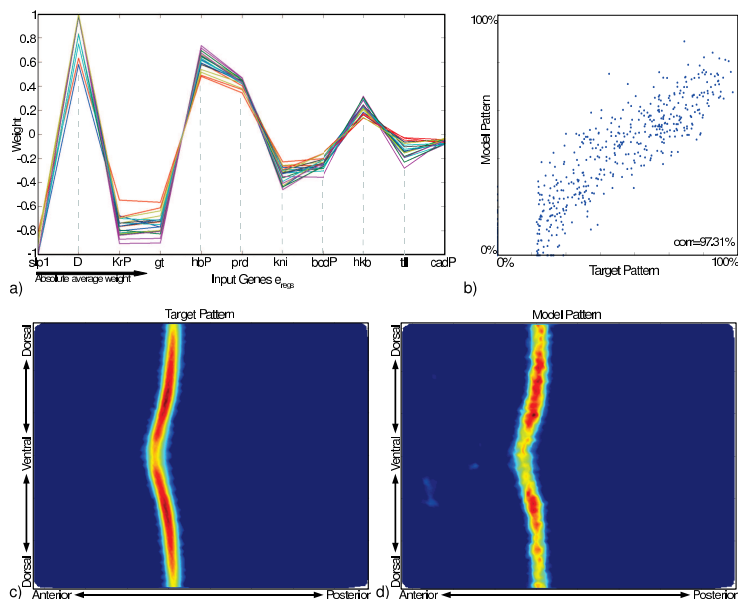 1
0.8
0.6
0.4
0.2
0
-0.2
-0.4
-0.6
-0.8
-1
Weight
slp1 D KrP gt hbP prd kni bcdP hkb tll cadP
Absolute average weight
Input Genes e_regs
a)
100%
Model Pattern
0%
corr=97.31%
0% Target Pattern 100%
b)
Target Pattern
Dorsal
Ventral
Dorsal
c)
Anterior Posterior
Model Pattern
Dorsal
Ventral
Dorsal
d)
Anterior Posterior